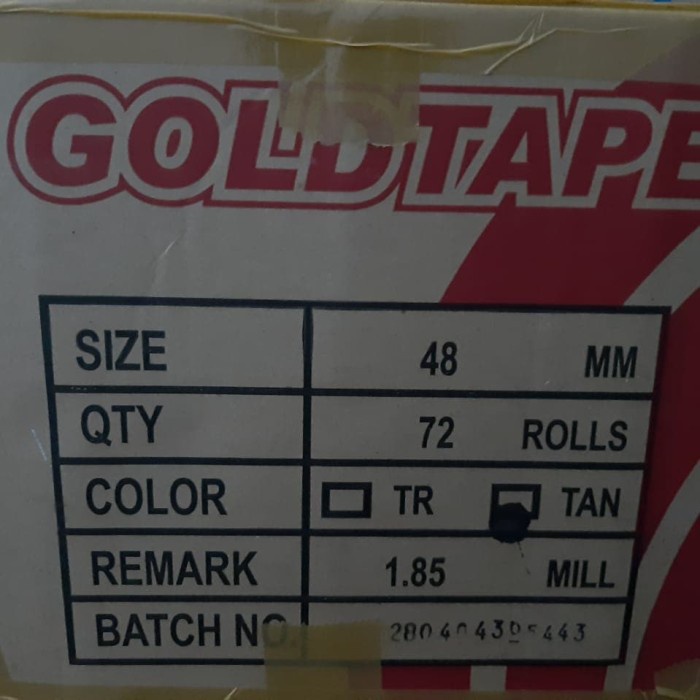 GOLDTAPE
SIZE 48 MM
QTY 72 ROLLS
COLOR TR TAN
REMARK 1.85 MILL
BATCH NO.